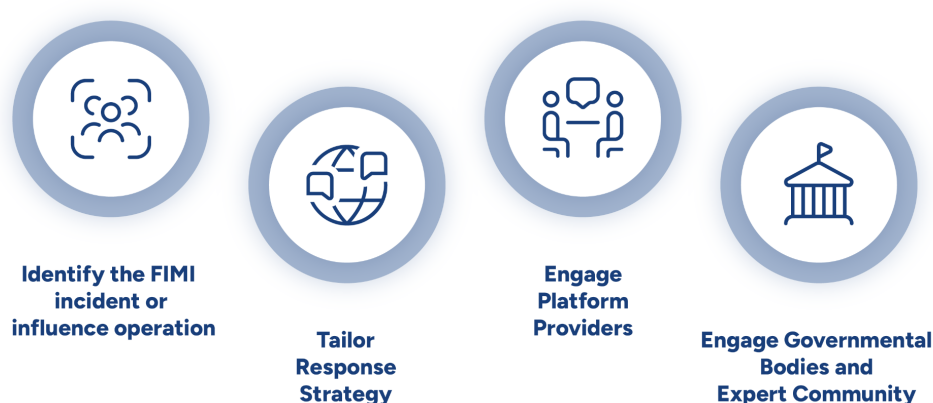 Identify the FIMI
incident or
influence operation
Tailor
Response
Strategy
Engage
Platform
Providers
Engage Governmental
Bodies and
Expert Community